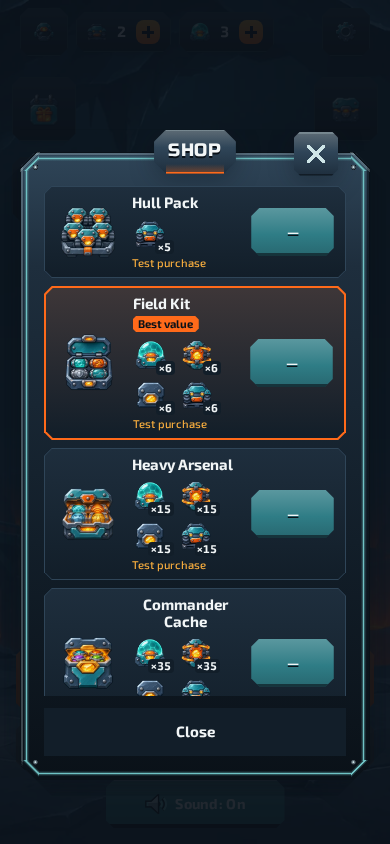 2
3
SHOP
Hull Pack
×5
Test purchase
–
Field Kit
Best value
×6 ×6
×6 ×6
Test purchase
–
Heavy Arsenal
×15 ×15
×15 ×15
Test purchase
–
Commander
Cache
×35 ×35
–
Close
Sound: On